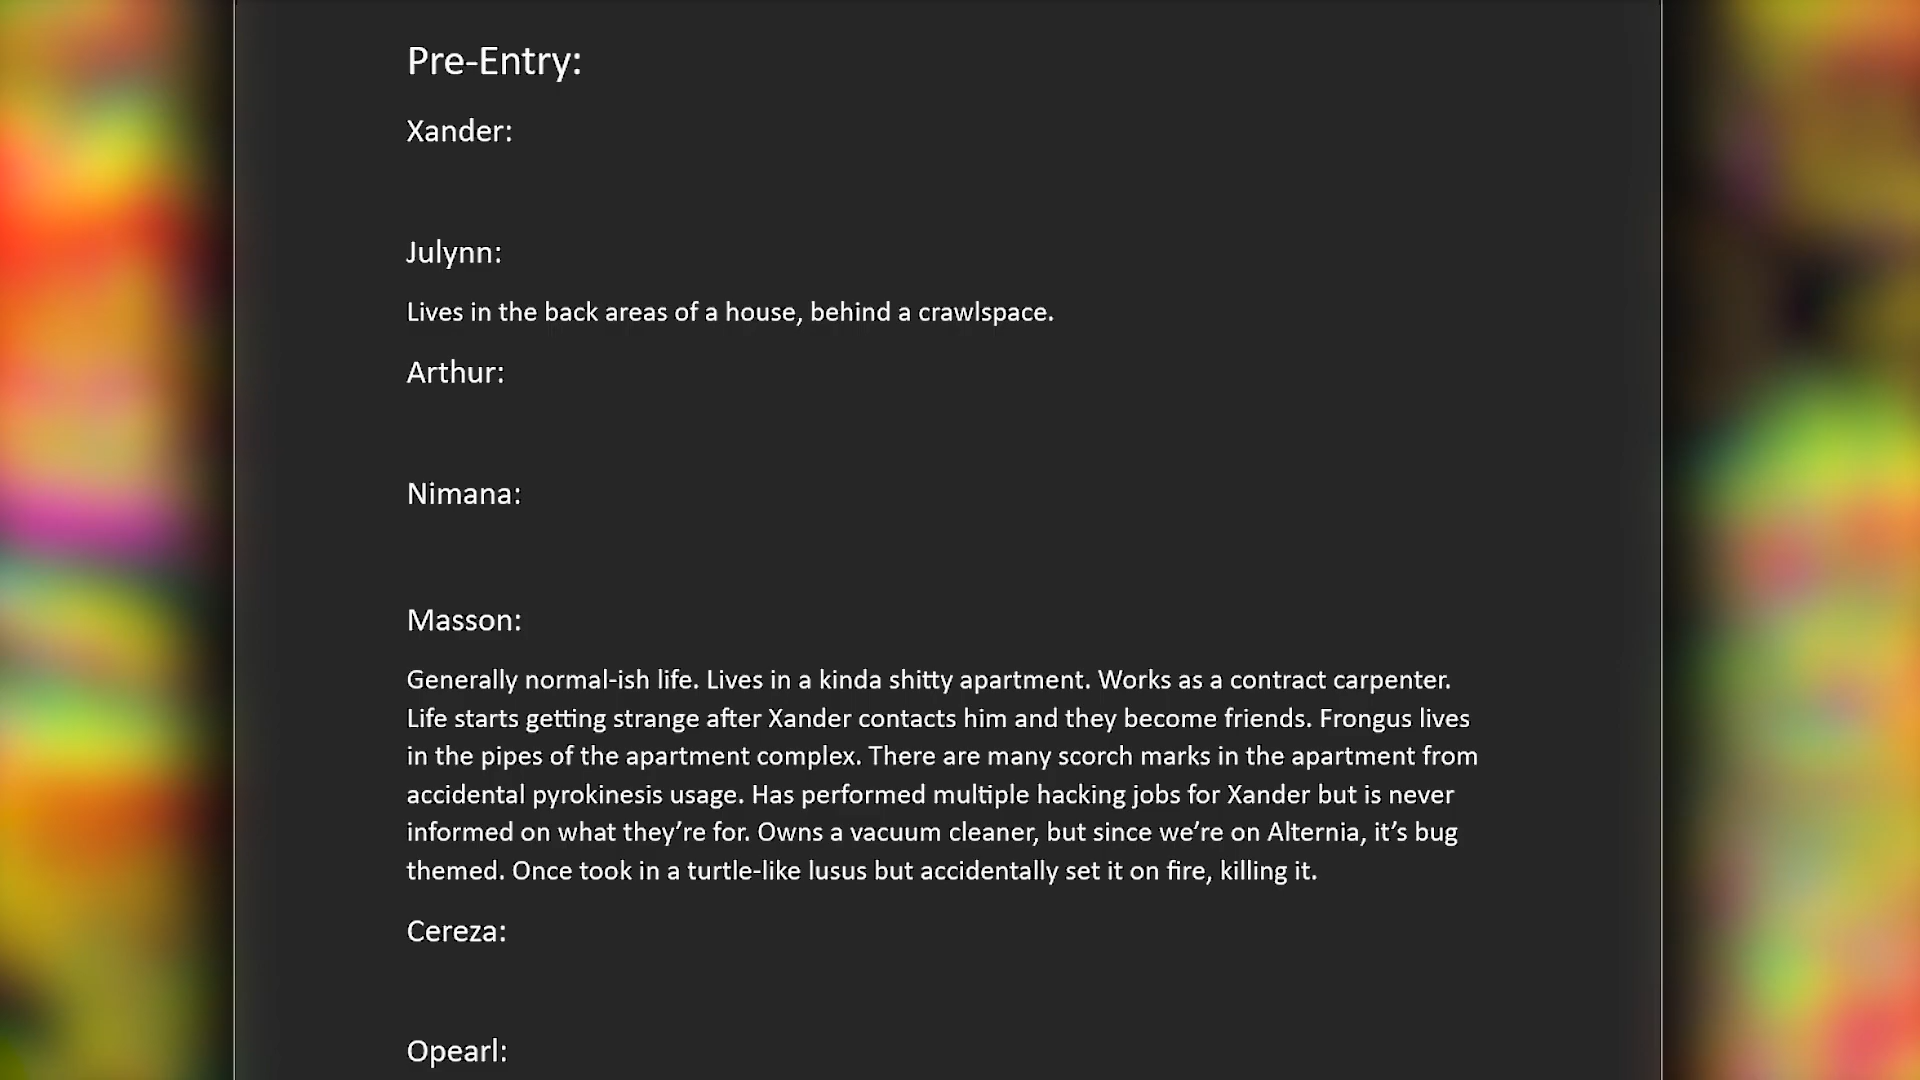 Pre-Entry:
Xander:
Julynn:
Lives in the back areas of a house, behind a crawlspace.
Arthur:
Nimana:
Masson:
Generally normal-ish life. Lives in a kinda shitty apartment. Works as a contract carpenter.
Life starts getting strange after Xander contacts him and they become friends. Frongus lives
in the pipes of the apartment complex. There are many scorch marks in the apartment from
accidental pyrokinesis usage. Has performed multiple hacking jobs for Xander but is never
informed on what they’re for. Owns a vacuum cleaner, but since we’re on Alternia, it’s bug
themed. Once took in a turtle-like lusus but accidentally set it on fire, killing it.
Cereza:
Opearl: